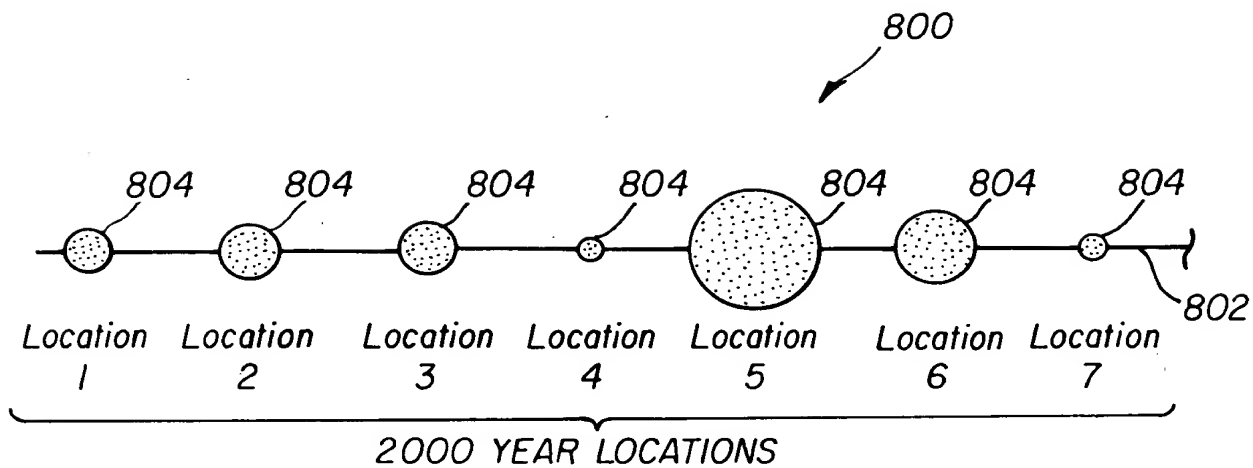 800
804 804 804 804 804 804 804
802
Location Location Location Location Location Location Location
1 2 3 4 5 6 7
2000 YEAR LOCATIONS